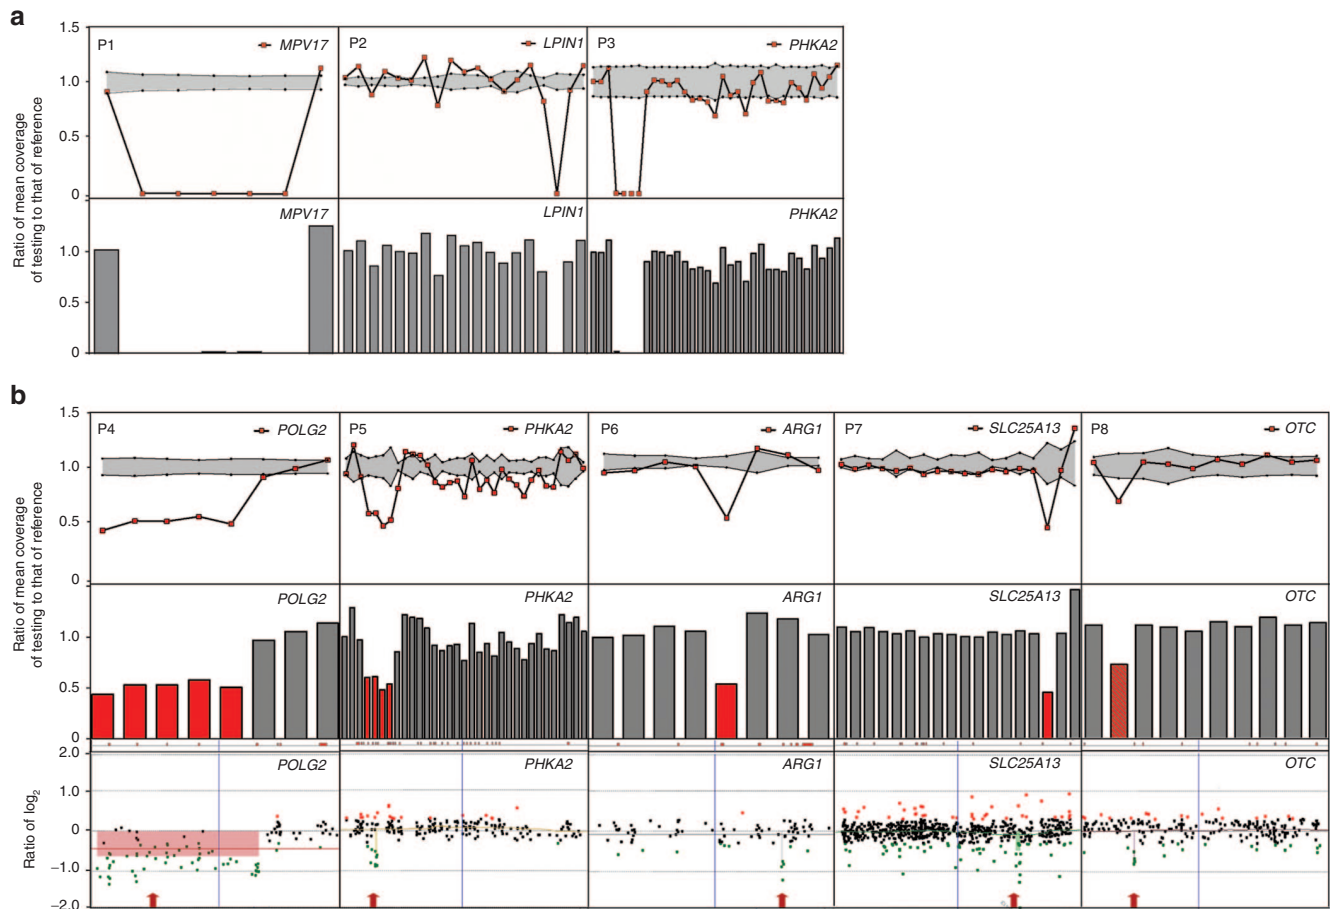 a
1.5
1.0
0.5
0
P1
MPV17
P2
LPIN1
P3
PHKA2
Ratio of mean coverage
of testing to that of reference
MPV17
LPIN1
PHKA2
1.0
0.5
0
b
1.5
1.0
0.5
0
P4
POLG2
P5
PHKA2
P6
ARG1
P7
SLC25A13
P8
OTC
Ratio of mean coverage
of testing to that of reference
POLG2
PHKA2
ARG1
SLC25A13
OTC
1.0
0.5
0
2.0
1.0
0
−1.0
−2.0
Ratio of log2
POLG2
PHKA2
ARG1
SLC25A13
OTC